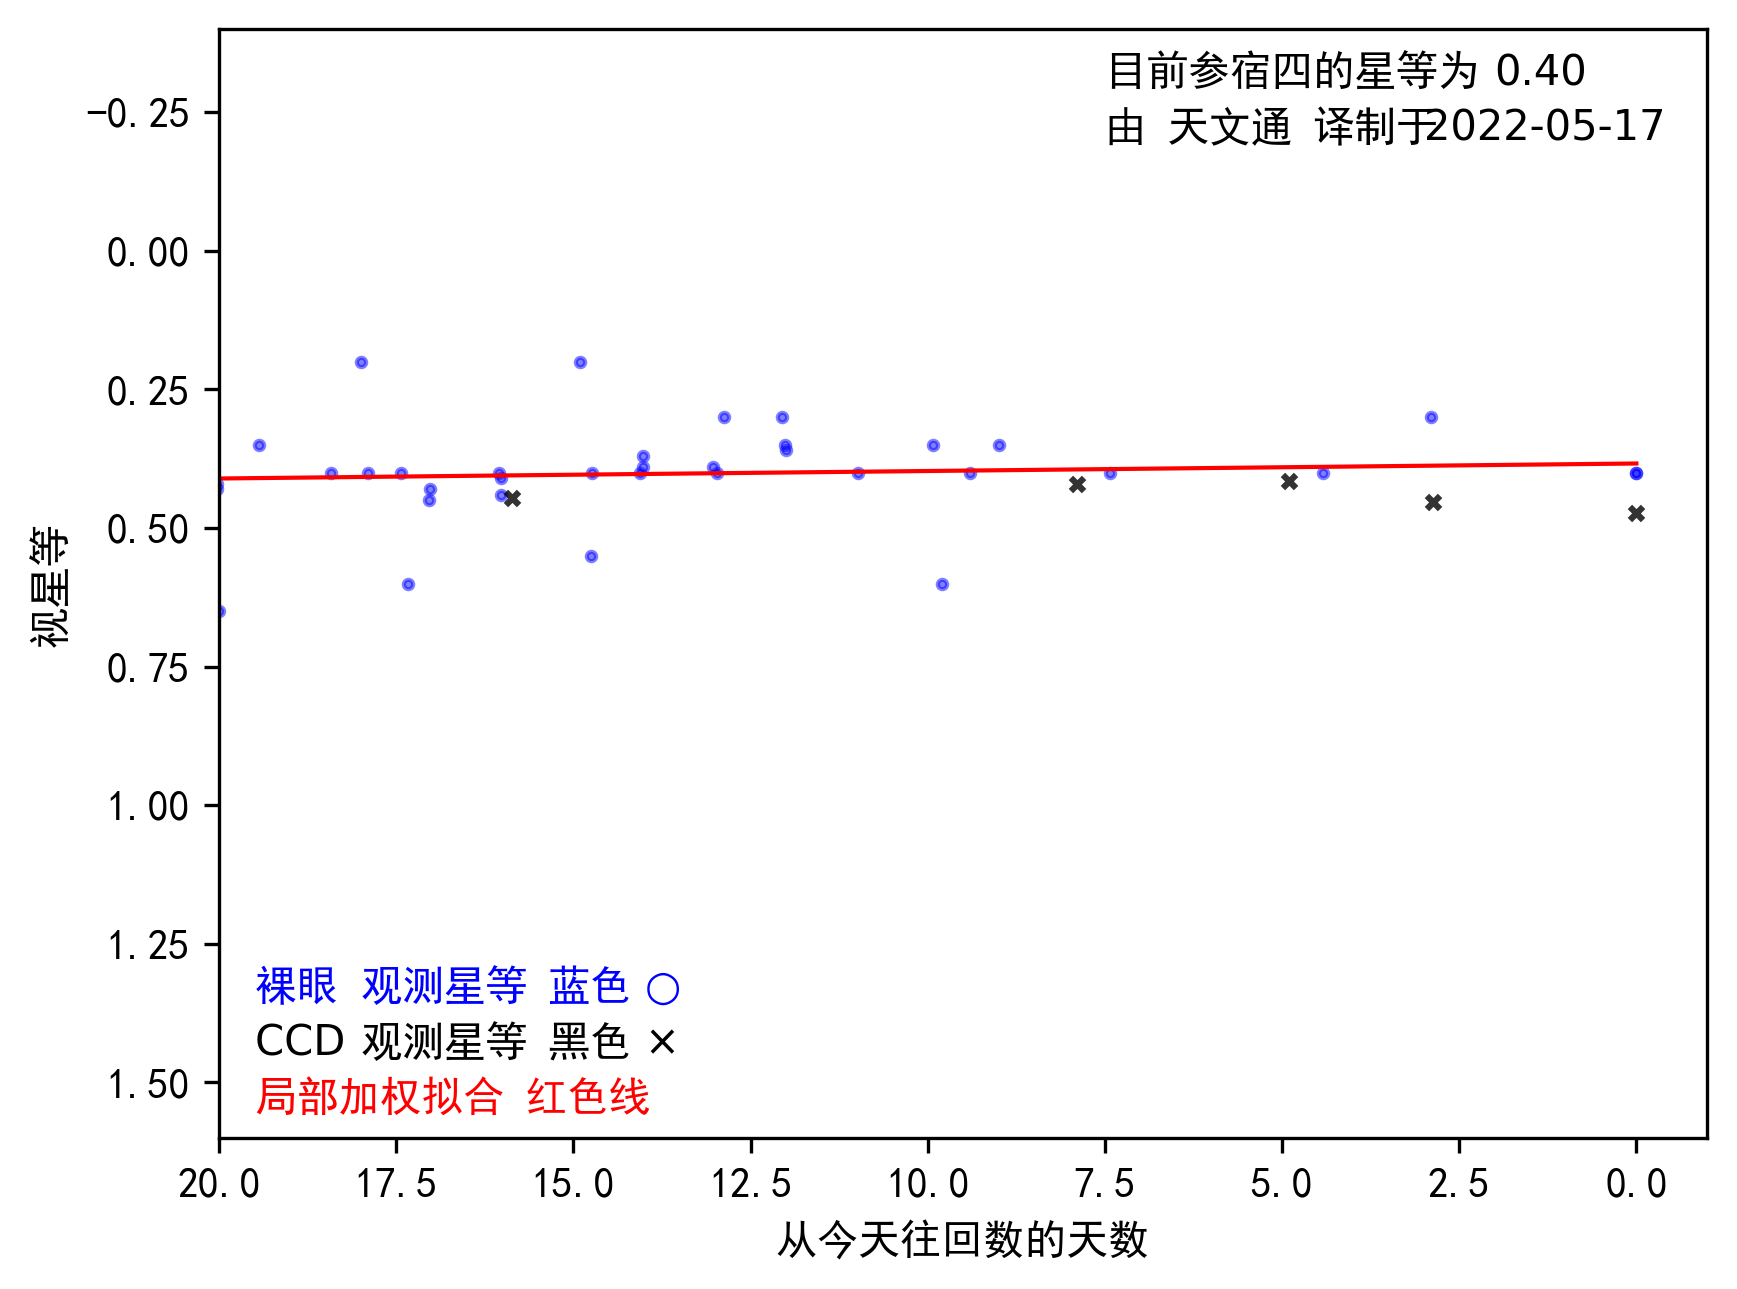 目前参宿四的星等为 0.40
由 天文通 译制于2022-05-17
-0.25
0.00
0.25
0.50
0.75
1.00
1.25
1.50
视星等
裸眼 观测星等 蓝色 ○
CCD 观测星等 黑色 ×
局部加权拟合 红色线
20.0 17.5 15.0 12.5 10.0 7.5 5.0 2.5 0.0
从今天往回数的天数